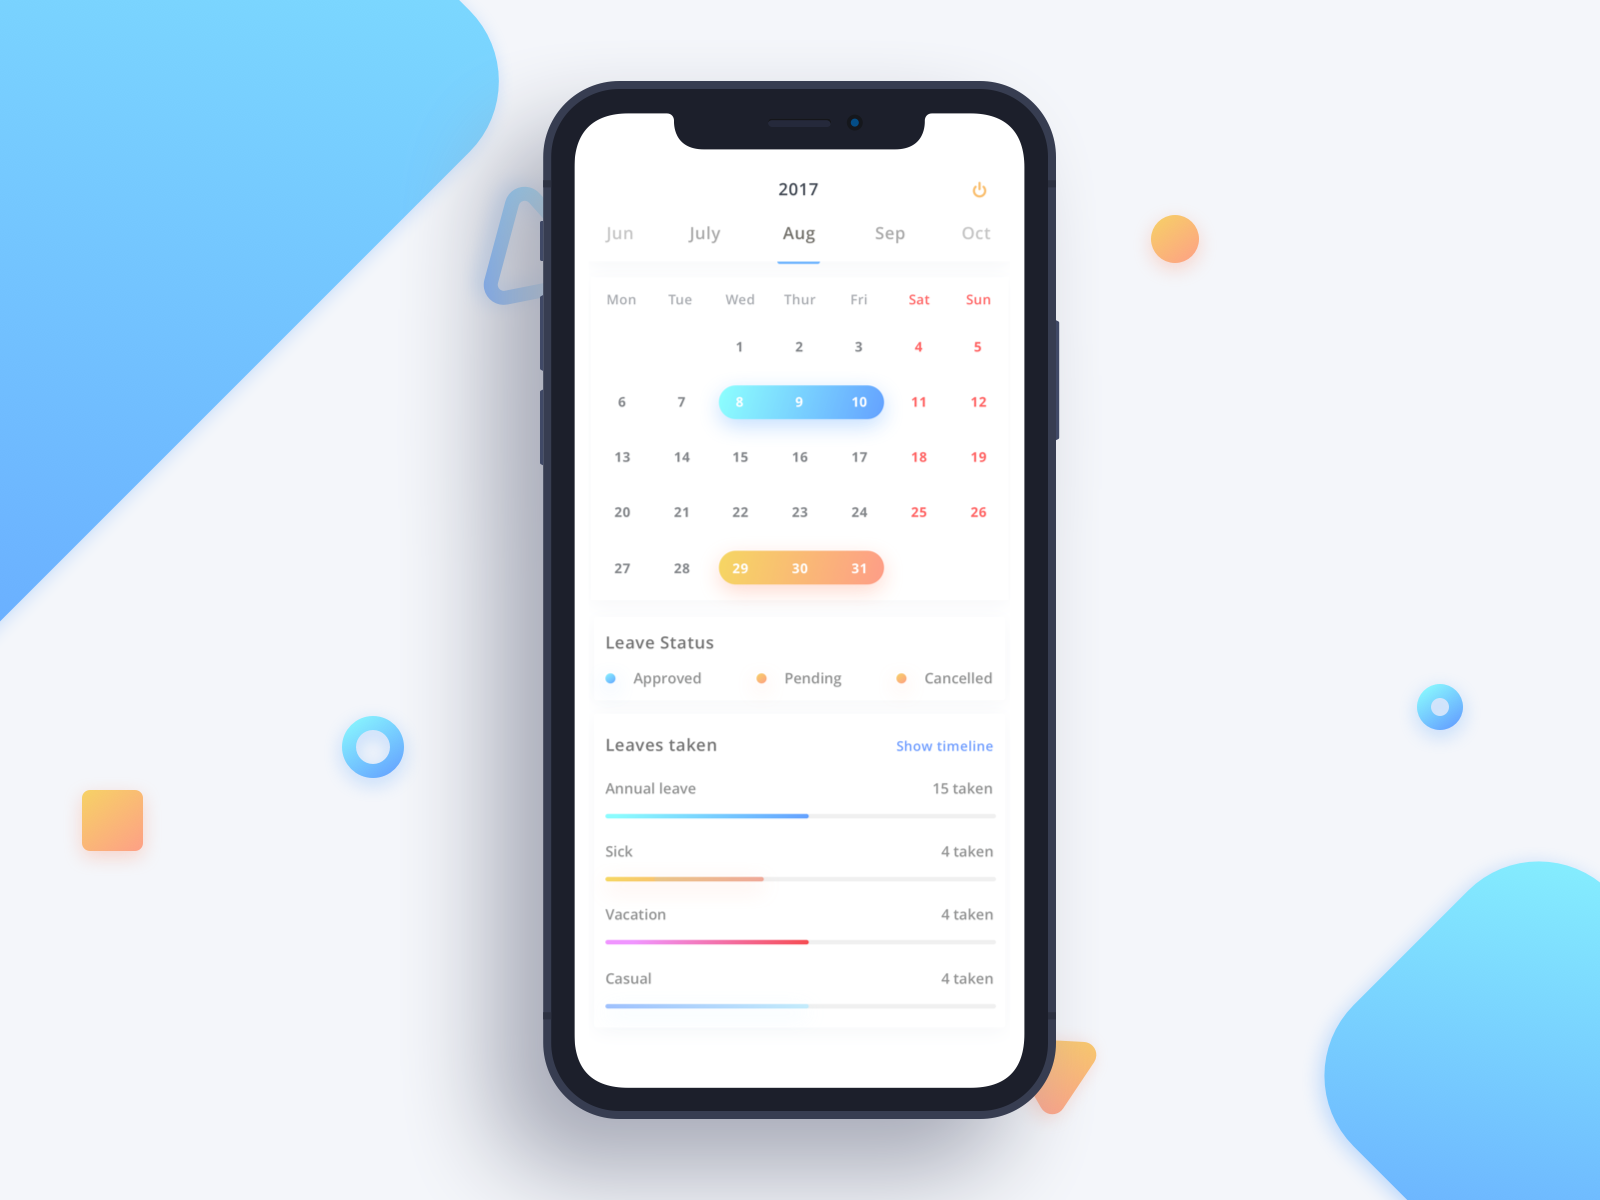 2017
Jun July Aug Sep Oct
Mon Tue Wed Thur Fri Sat Sun
1 2 3 4 5
6 7 8 9 10 11 12
13 14 15 16 17 18 19
20 21 22 23 24 25 26
27 28 29 30 31
Leave Status
Approved Pending Cancelled
Leaves taken Show timeline
Annual leave 15 taken
Sick 4 taken
Vacation 4 taken
Casual 4 taken